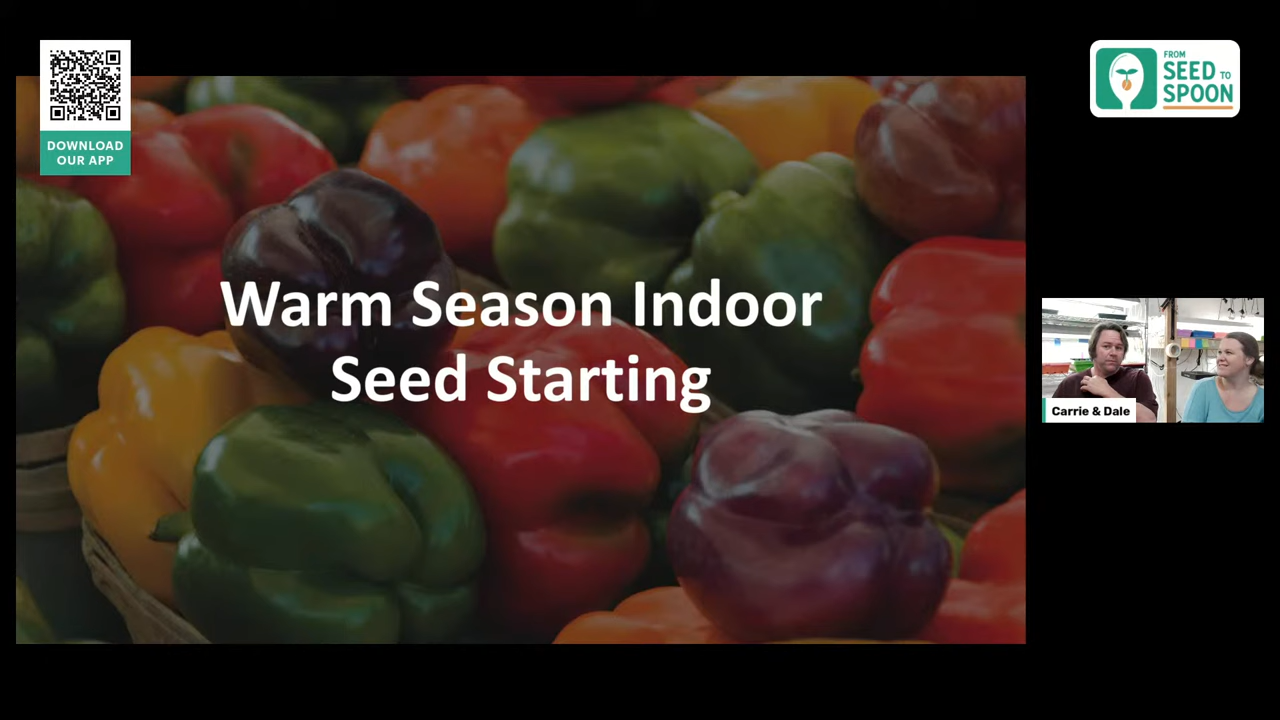 DOWNLOAD
OUR APP
FROM
SEED TO
SPOON
Warm Season Indoor
Seed Starting
Carrie & Dale